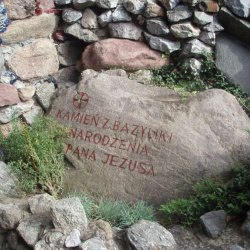 KAMIEŃ Z BAZYLIKI
NARODZENIA
PANA JEZUSA